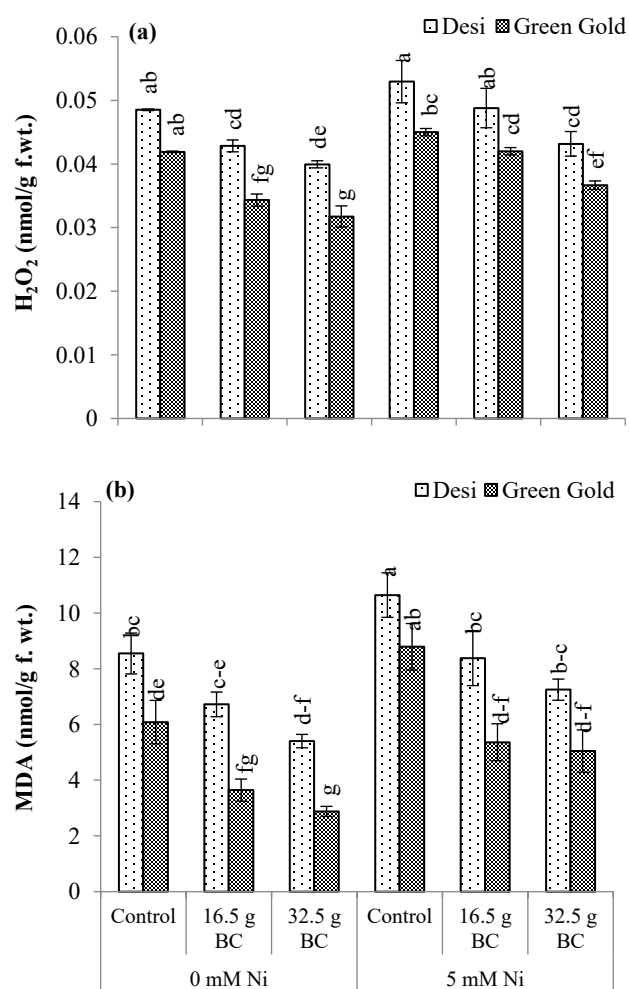 (a)
Desi Green Gold
H₂O₂ (nmol/g f.wt.)
0.06
0.05
0.04
0.03
0.02
0.01
0
ab
ab
cd
fg
de
g
a
bc
ab
cd
cd
ef
(b)
Desi Green Gold
MDA (nmol/g f. wt.)
14
12
10
8
6
4
2
0
bc
de
c-e
fg
d-f
g
a
ab
bc
d-f
b-c
d-f
Control
16.5 g
BC
32.5 g
BC
Control
16.5 g
BC
32.5 g
BC
0 mM Ni
5 mM Ni